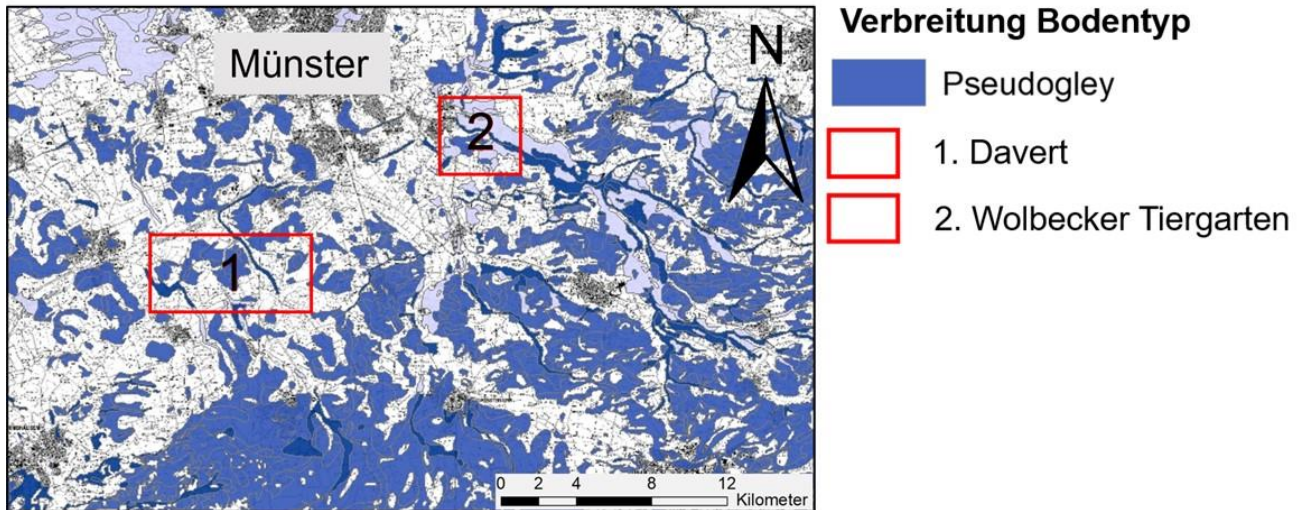 Münster
N
1
2
0 2 4 8 12
Kilometer
Verbreitung Bodentyp
Pseudogley
1. Davert
2. Wolbecker Tiergarten